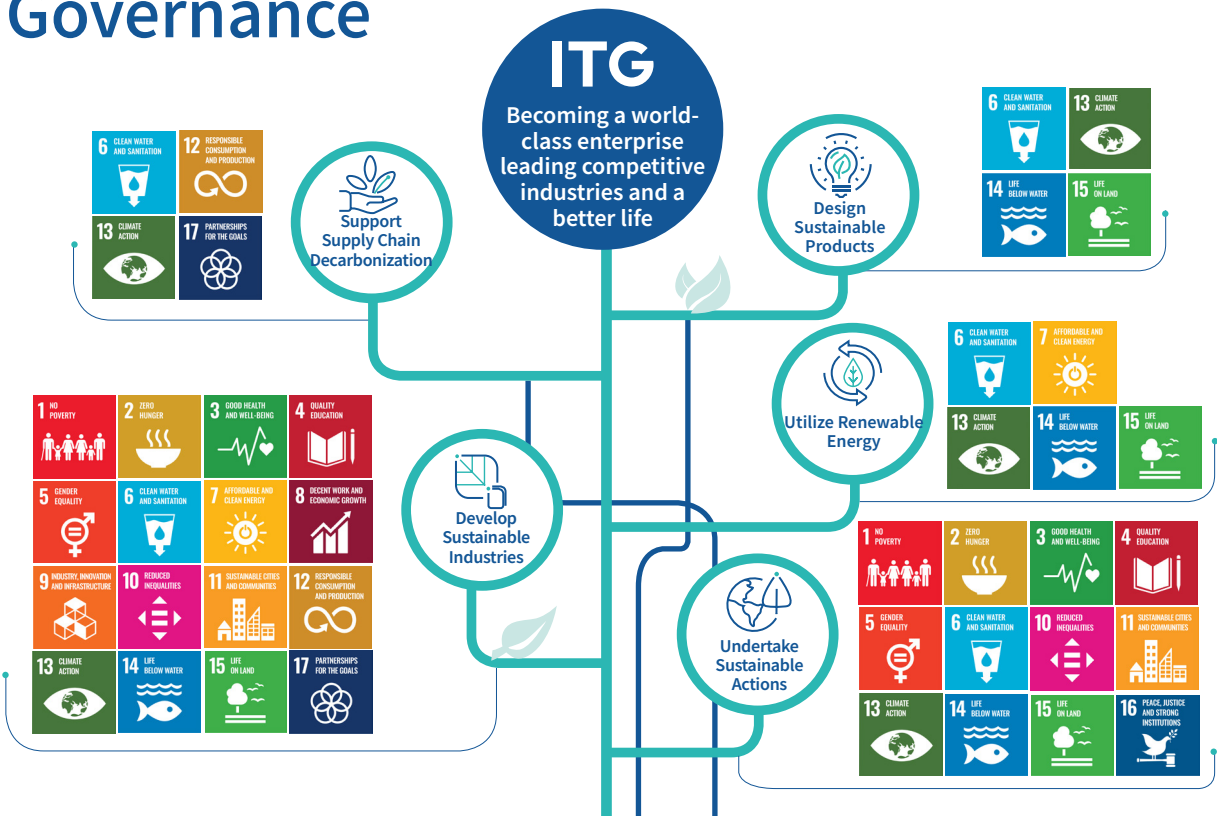 Governance
ITG
Becoming a world-
class enterprise
leading competitive
industries and a
better life
6 CLEAN WATER
AND SANITATION
12 RESPONSIBLE
CONSUMPTION
AND PRODUCTION
13 CLIMATE
ACTION
17 PARTNERSHIPS
FOR THE GOALS
Support
Supply Chain
Decarbonization
Design
Sustainable
Products
6 CLEAN WATER
AND SANITATION
13 CLIMATE
ACTION
14 LIFE
BELOW WATER
15 LIFE
ON LAND
Utilize Renewable
Energy
6 CLEAN WATER
AND SANITATION
7 AFFORDABLE AND
CLEAN ENERGY
13 CLIMATE
ACTION
14 LIFE
BELOW WATER
15 LIFE
ON LAND
1 NO
POVERTY
2 ZERO
HUNGER
3 GOOD HEALTH
AND WELL-BEING
4 QUALITY
EDUCATION
5 GENDER
EQUALITY
6 CLEAN WATER
AND SANITATION
7 AFFORDABLE AND
CLEAN ENERGY
8 DECENT WORK AND
ECONOMIC GROWTH
9 INDUSTRY, INNOVATION
AND INFRASTRUCTURE
10 REDUCED
INEQUALITIES
11 SUSTAINABLE CITIES
AND COMMUNITIES
12 RESPONSIBLE
CONSUMPTION
AND PRODUCTION
13 CLIMATE
ACTION
14 LIFE
BELOW WATER
15 LIFE
ON LAND
17 PARTNERSHIPS
FOR THE GOALS
Develop
Sustainable
Industries
Undertake
Sustainable
Actions
1 NO
POVERTY
2 ZERO
HUNGER
3 GOOD HEALTH
AND WELL-BEING
4 QUALITY
EDUCATION
5 GENDER
EQUALITY
6 CLEAN WATER
AND SANITATION
10 REDUCED
INEQUALITIES
11 SUSTAINABLE CITIES
AND COMMUNITIES
13 CLIMATE
ACTION
14 LIFE
BELOW WATER
15 LIFE
ON LAND
16 PEACE, JUSTICE
AND STRONG
INSTITUTIONS